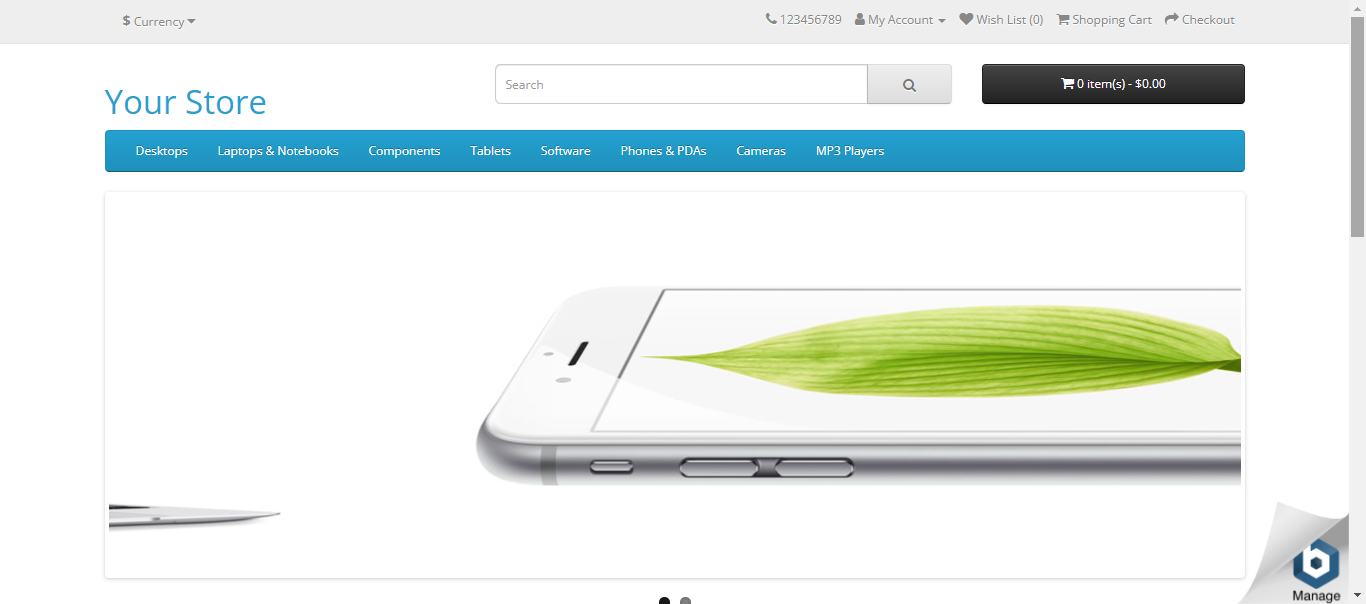 $ Currency
123456789 My Account Wish List (0) Shopping Cart Checkout
Your Store
Search
0 item(s) - $0.00
Desktops Laptops & Notebooks Components Tablets Software Phones & PDAs Cameras MP3 Players
b
Manage